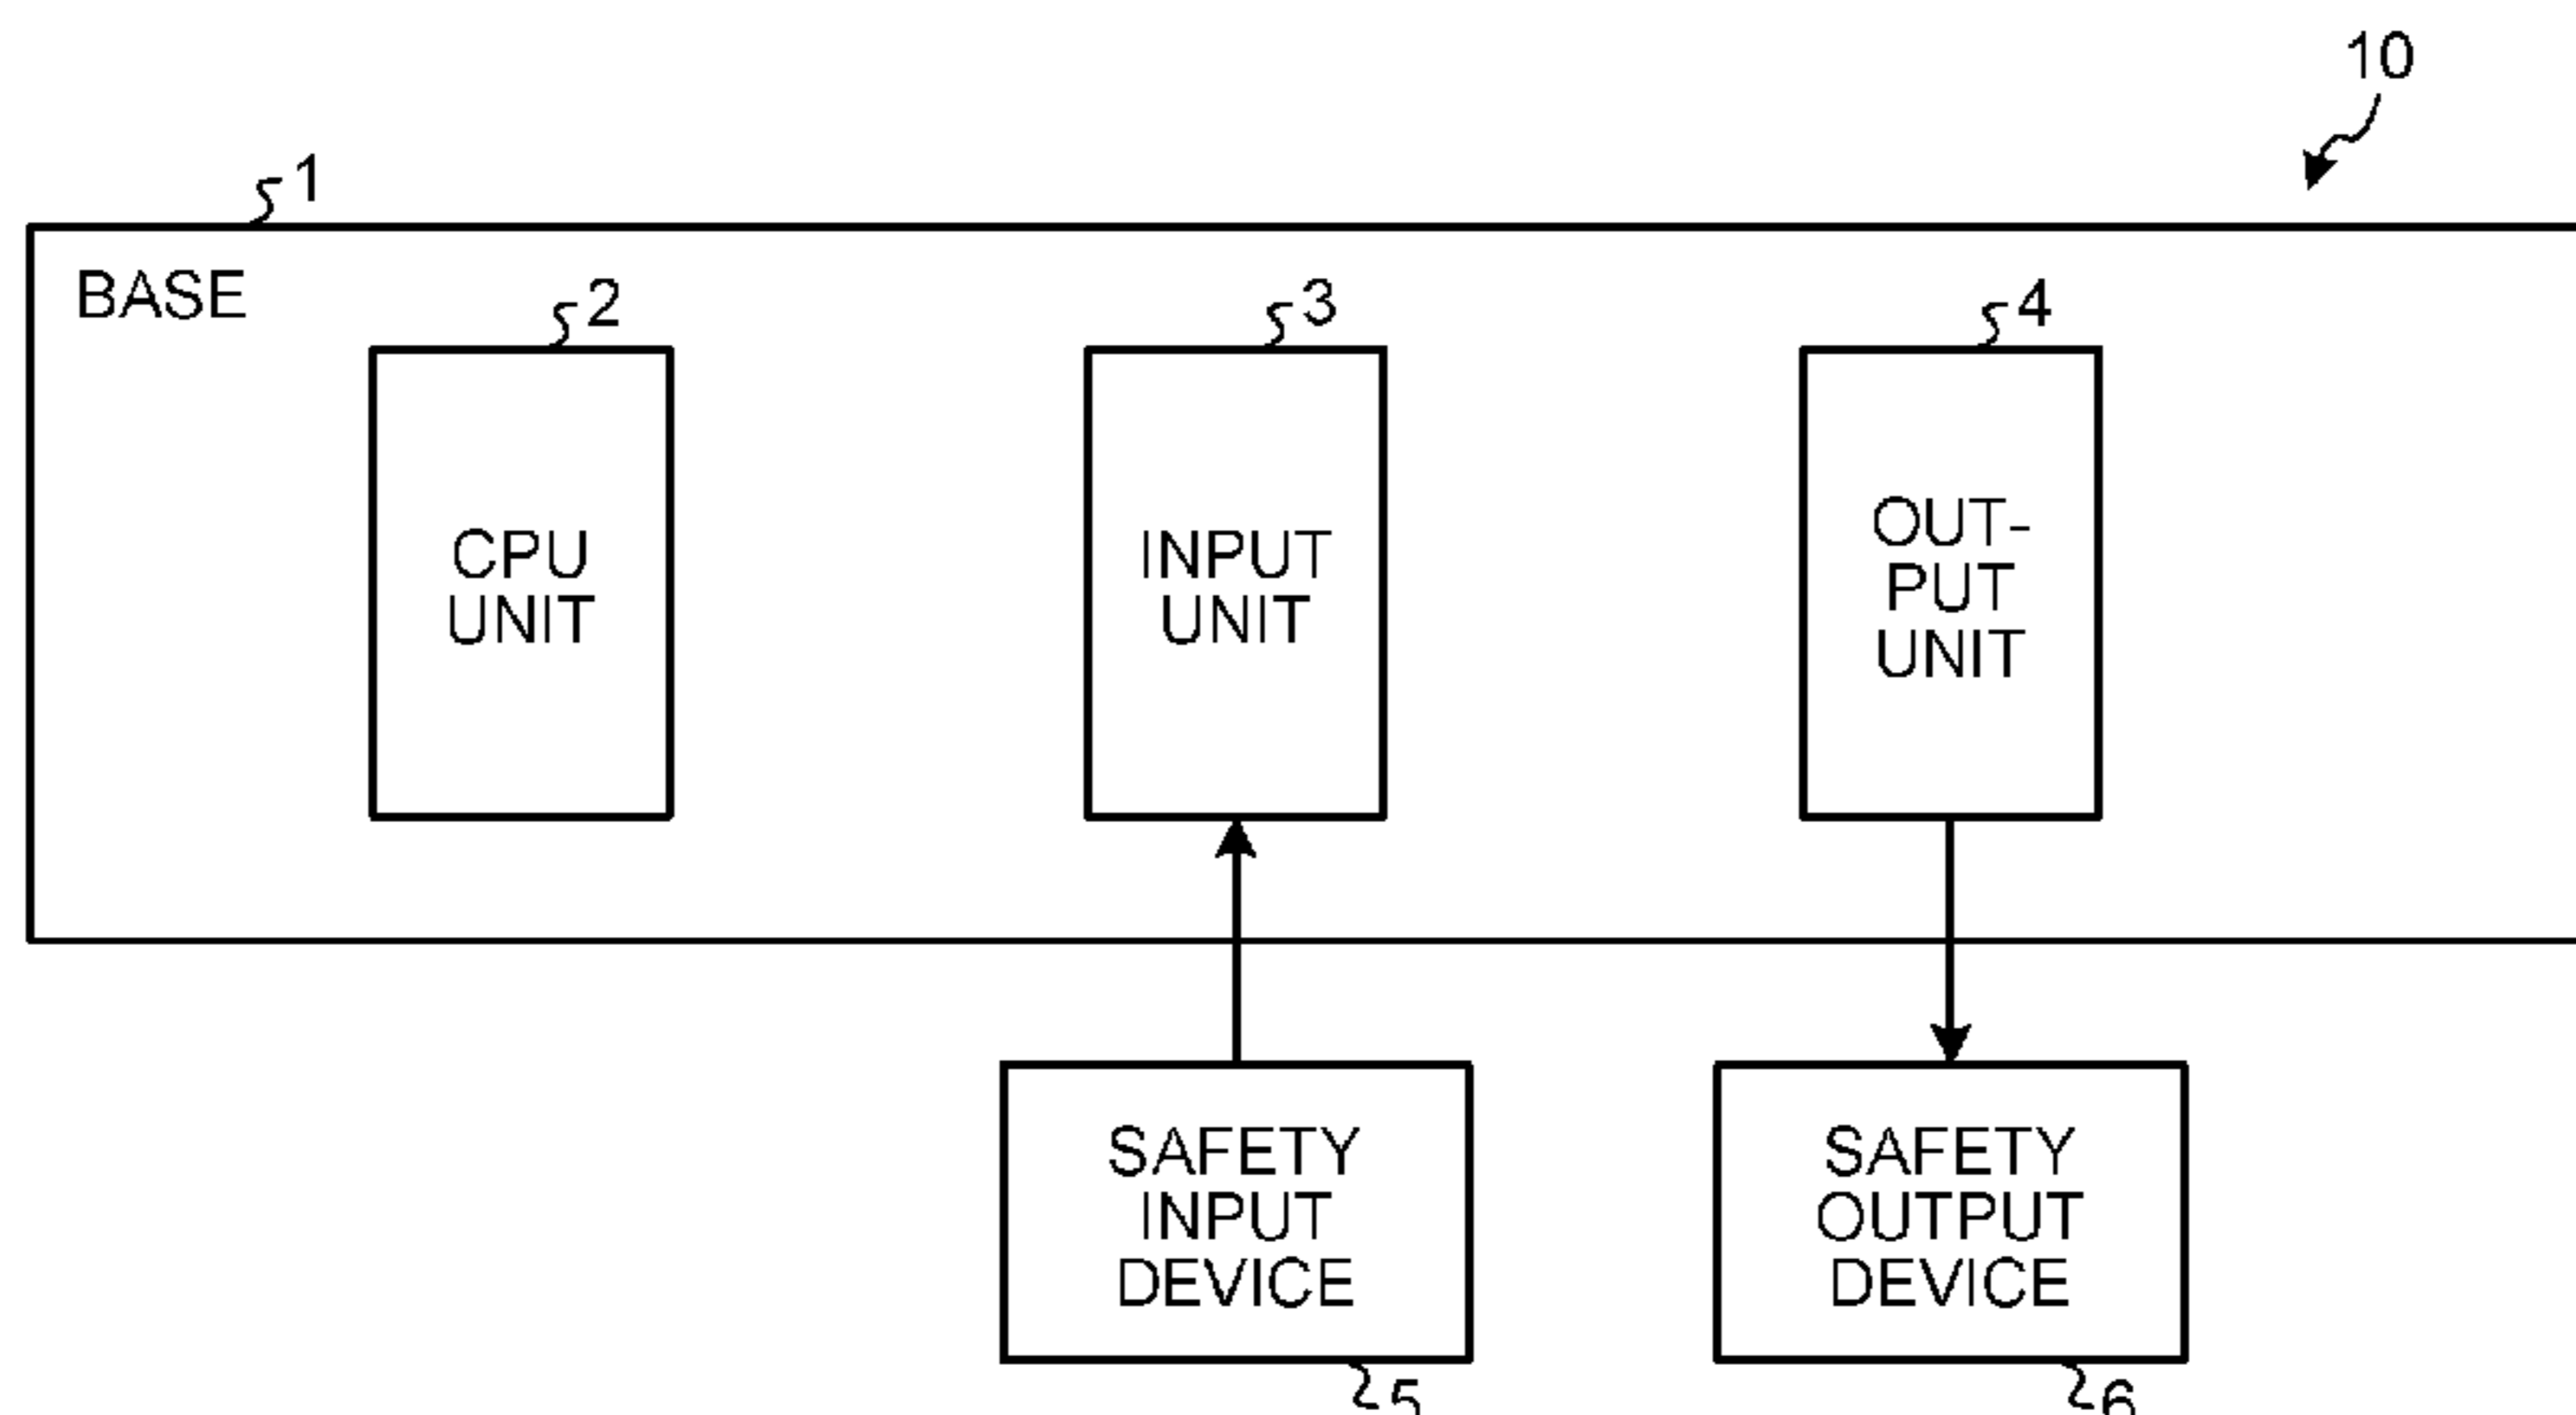 10
1
BASE
2
3
4
CPU
UNIT
INPUT
UNIT
OUT-
PUT
UNIT
SAFETY
INPUT
DEVICE
SAFETY
OUTPUT
DEVICE
5
6